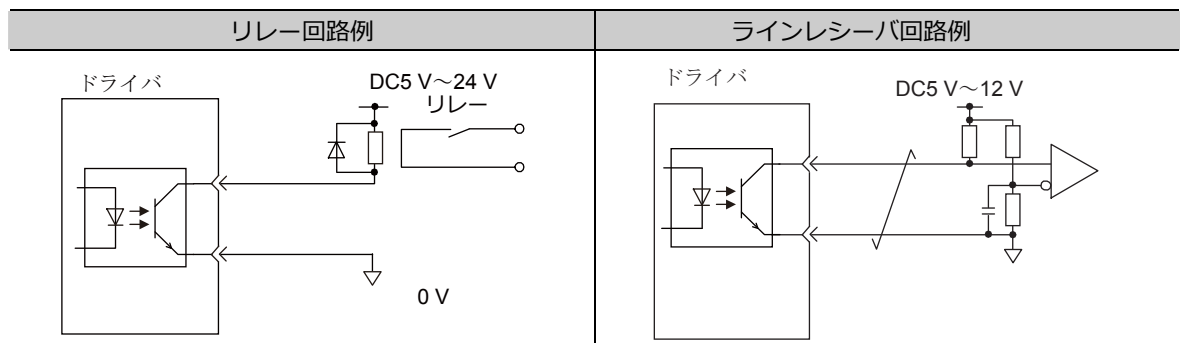 リレー回路例
ラインレシーバ回路例
ドライバ
DC5 V～24 V
リレー
0 V
ドライバ
DC5 V～12 V